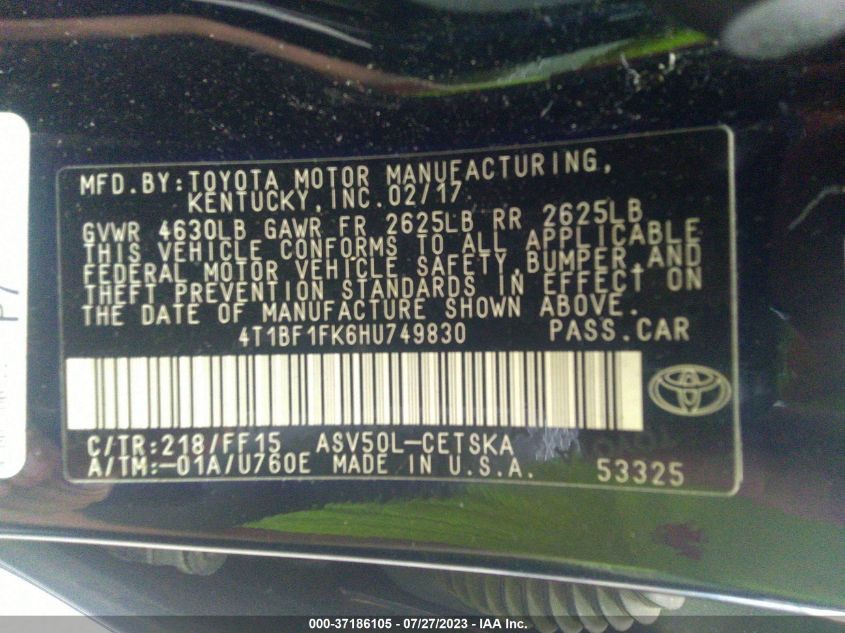 MFD.BY:TOYOTA MOTOR MANUFACTURING,
KENTUCKY,INC.02/17
GVWR 4630LB GAWR FR 2625LB RR 2625LB
THIS VEHICLE CONFORMS TO ALL APPLICABLE
FEDERAL MOTOR VEHICLE SAFETY,BUMPER,AND
THEFT PREVENTION STANDARDS IN EFFECT ON
THE DATE OF MANUFACTURE SHOWN ABOVE.
4T1BF1FK6HU749830 PASS.CAR
C/TR:218/FF15 ASV50L-CETSKA
A/TM:-01A/U760E MADE IN U.S.A. 53325
000-37186105 / 07/27/2023 - © IAA Inc.